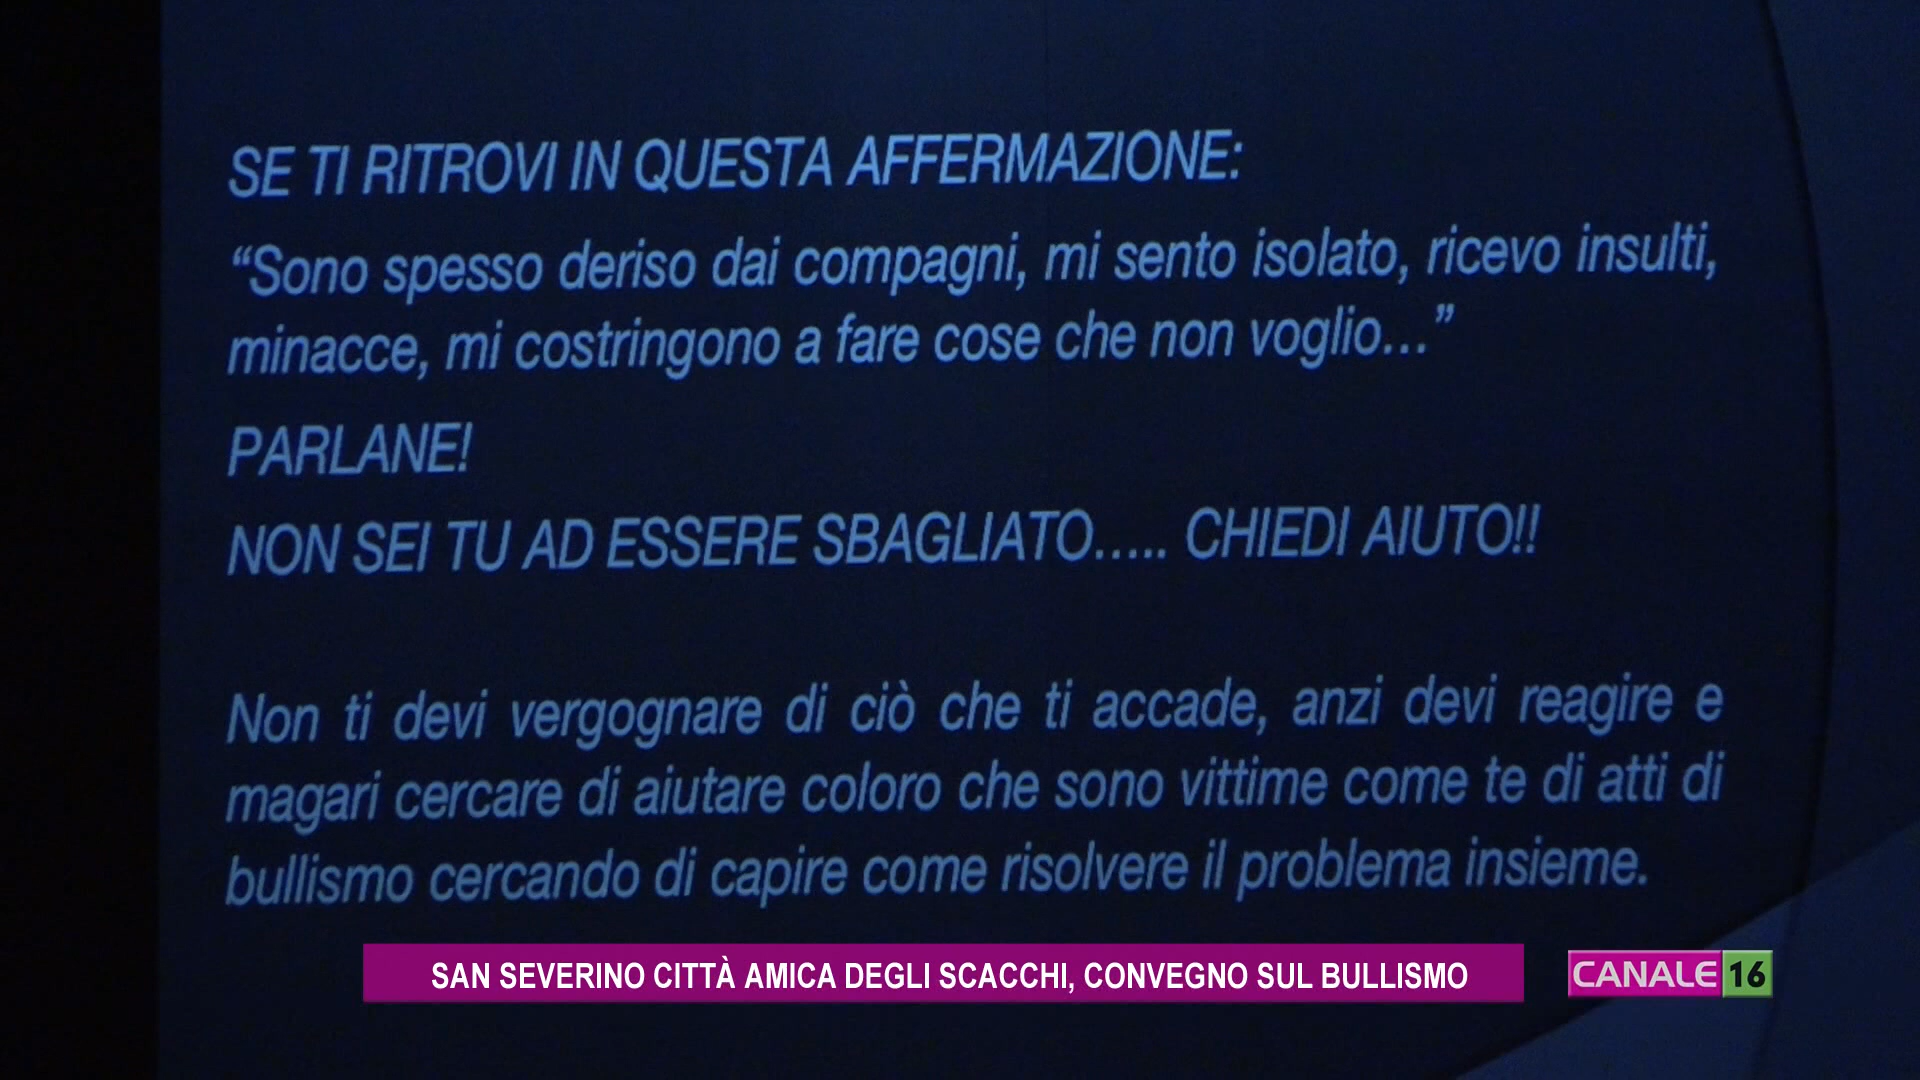 SE TI RITROVI IN QUESTA AFFERMAZIONE:
“Sono spesso deriso dai compagni, mi sento isolato, ricevo insulti,
minacce, mi costringono a fare cose che non voglio…”
PARLANE!
NON SEI TU AD ESSERE SBAGLIATO….. CHIEDI AIUTO!!
Non ti devi vergognare di ciò che ti accade, anzi devi reagire e
magari cercare di aiutare coloro che sono vittime come te di atti di
bullismo cercando di capire come risolvere il problema insieme.
SAN SEVERINO CITTÀ AMICA DEGLI SCACCHI, CONVEGNO SUL BULLISMO
CANALE 16